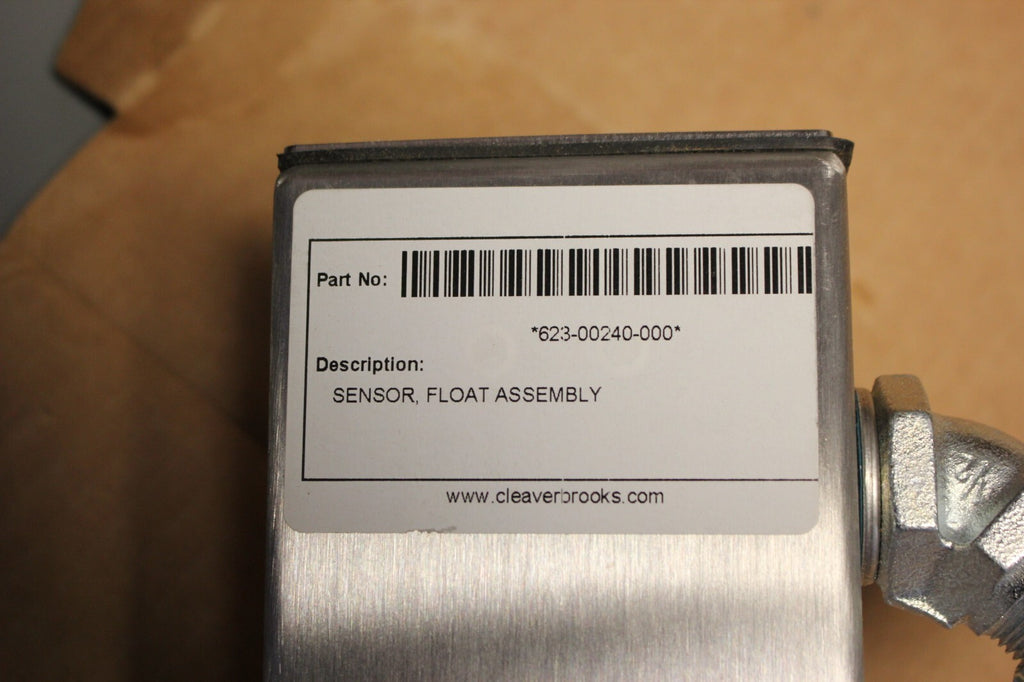 Part No:
*623-00240-000*
Description:
SENSOR, FLOAT ASSEMBLY
www.cleaverbrooks.com